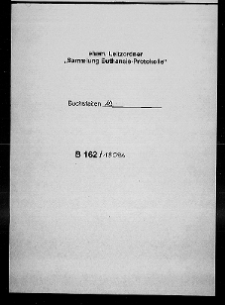 ehem. Leitzordner
„Sammlung Euthanasie-Protokolle“
Buchstaben
B 162 /